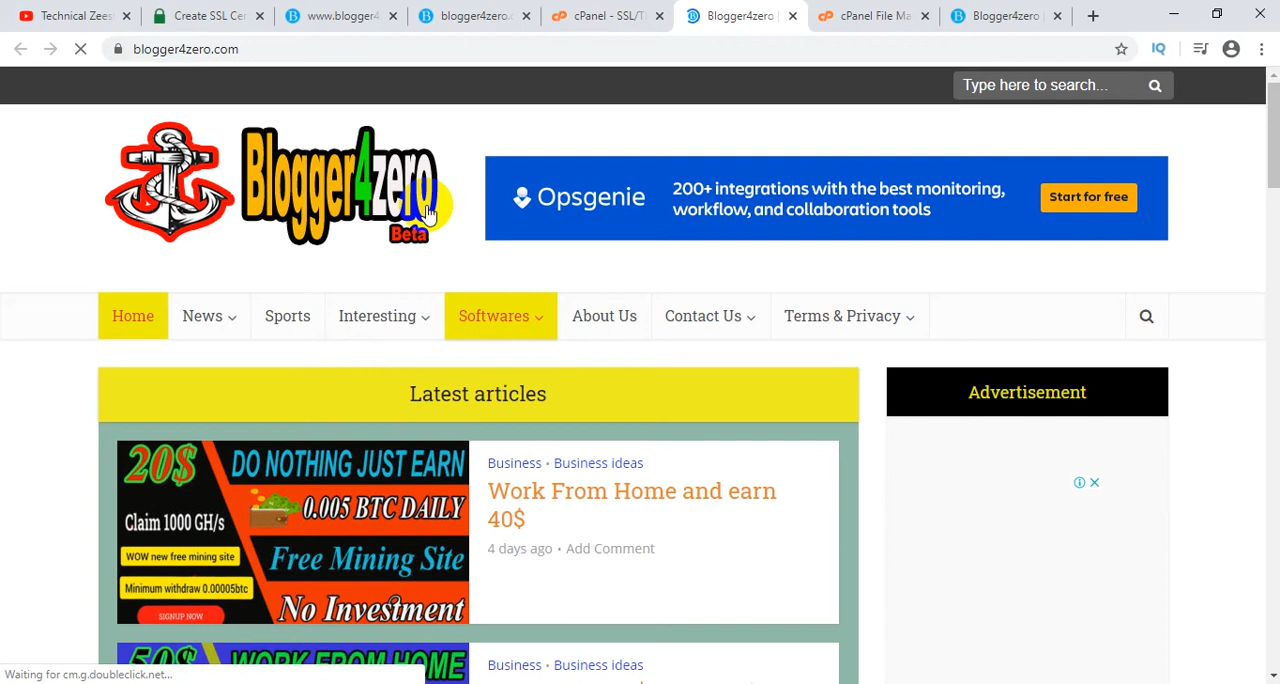 Technical Zees
Create SSL Cer
www.blogger4
blogger4zero.c
cPanel - SSL/T
Blogger4zero |
cPanel File Ma
Blogger4zero |
blogger4zero.com
IQ
Type here to search...
Blogger4zero
Beta
Opsgenie
200+ integrations with the best monitoring,
workflow, and collaboration tools
Start for free
Home
News
Sports
Interesting
Softwares
About Us
Contact Us
Terms & Privacy
Latest articles
Advertisement
20$
DO NOTHING JUST EARN
0.005 BTC DAILY
Claim 1000 GH/s
WOW new free mining site
Free Mining Site
Minimum withdraw 0.00005btc
No Investment
SIGNUP NOW
Business • Business ideas
Work From Home and earn
40$
4 days ago • Add Comment
50$
WORK FROM HOME
Business • Business ideas
Waiting for cm.g.doubleclick.net...